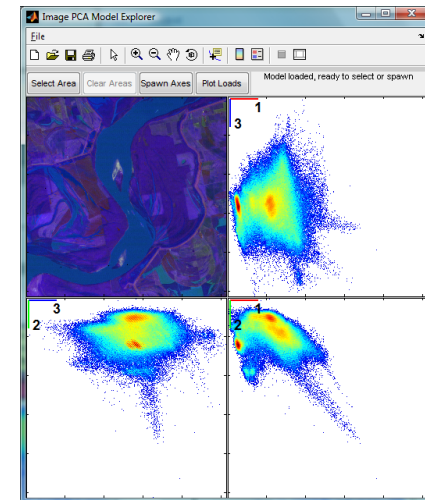 Image PCA Model Explorer
File
Select Area Clear Areas Spawn Axes Plot Loads Model loaded, ready to select or spawn
1
3
3
2
1
2